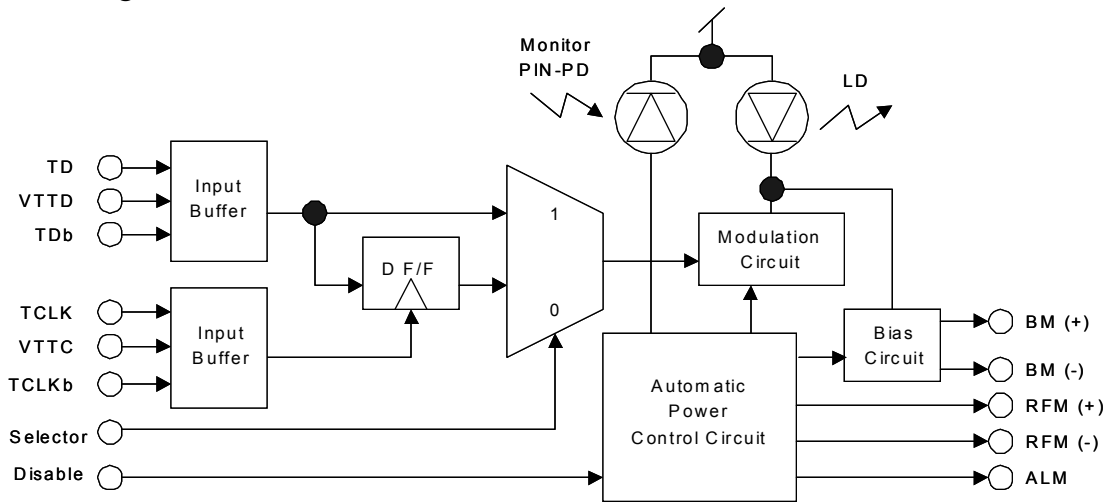 Monitor
PIN-PD
LD
TD
VTTD
TDb
Input
Buffer
1
D F/F
0
Modulation
Circuit
TCLK
VTTC
TCLKb
Input
Buffer
Bias
Circuit
BM (+)
BM (-)
Automatic
Power
Control Circuit
RFM (+)
RFM (-)
ALM
Selector
Disable